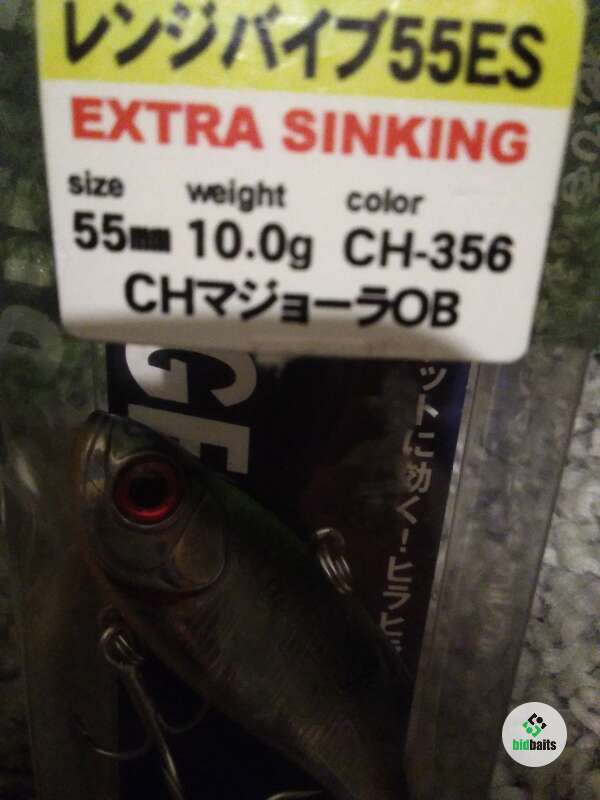 レンジバイブ55ES
EXTRA SINKING
size weight color
55mm 10.0g CH-356
CHマジョーラOB
GE
ットに効く!ヒラヒ
bidbaits